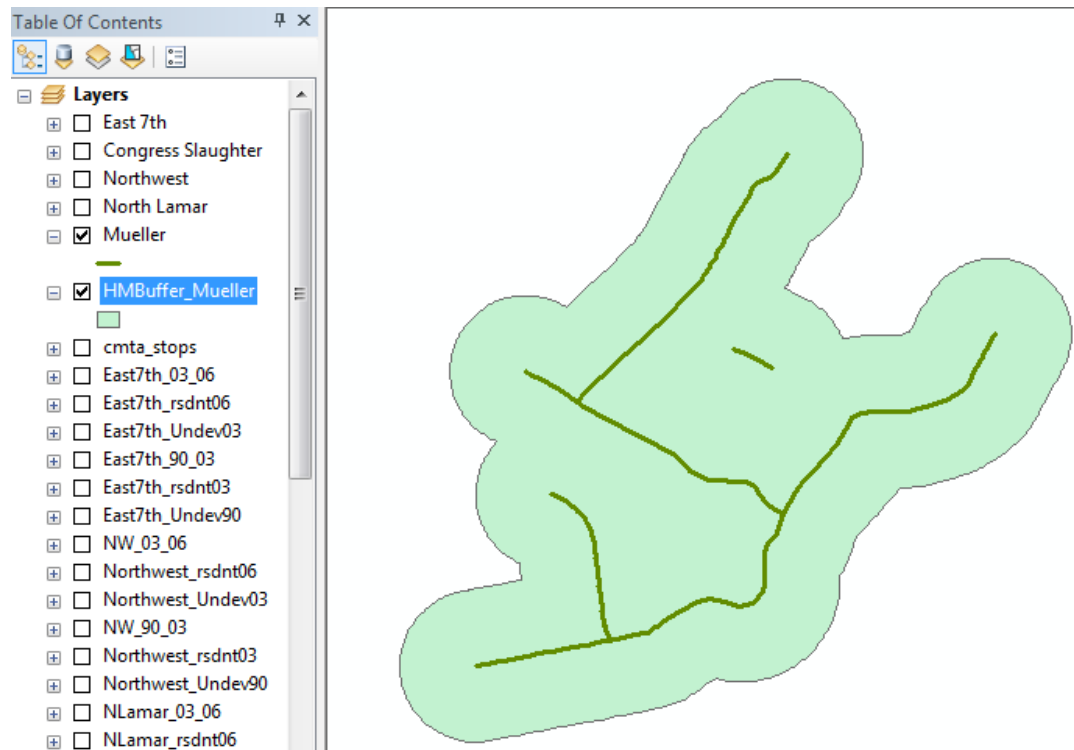 Table Of Contents
Layers
East 7th
Congress Slaughter
Northwest
North Lamar
Mueller
HMBuffer_Mueller
cmta_stops
East7th_03_06
East7th_rsdnt06
East7th_Undev03
East7th_90_03
East7th_rsdnt03
East7th_Undev90
NW_03_06
Northwest_rsdnt06
Northwest_Undev03
NW_90_03
Northwest_rsdnt03
Northwest_Undev90
NLamar_03_06
NLamar_rsdnt06